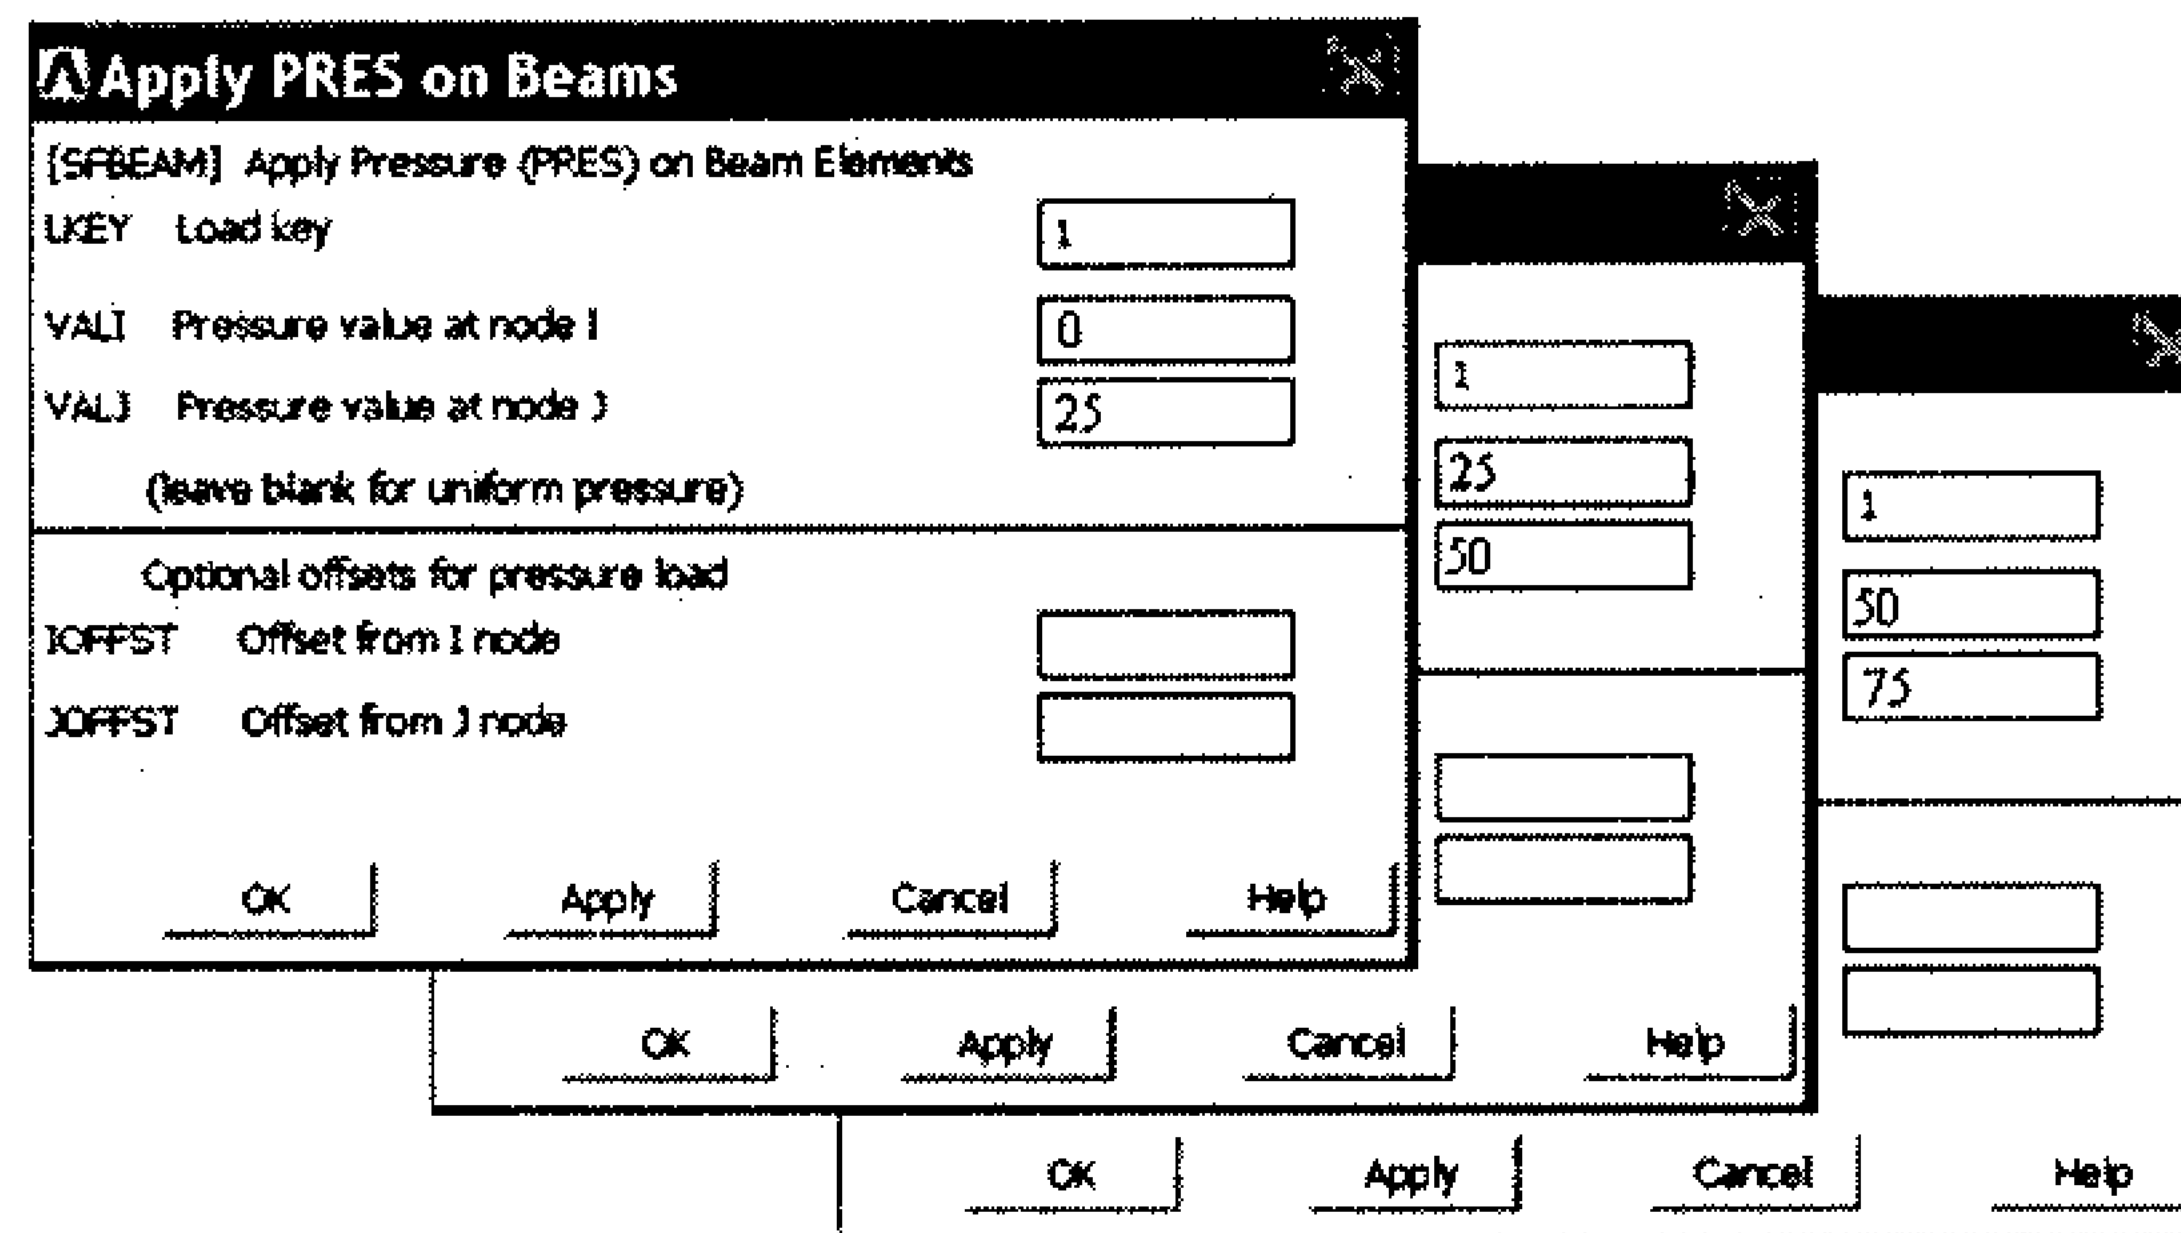 Apply PRES on Beams
[SFBEAM] Apply Pressure (PRES) on Beam Elements
LKEY Load key 1
VALI Pressure value at node I 0
VALJ Pressure value at node J 25
(leave blank for uniform pressure)
Optional offsets for pressure load
IOFFST Offset from I node
JOFFST Offset from J node
OK Apply Cancel Help
1
25
50
OK Apply Cancel Help
1
50
75
OK Apply Cancel Help